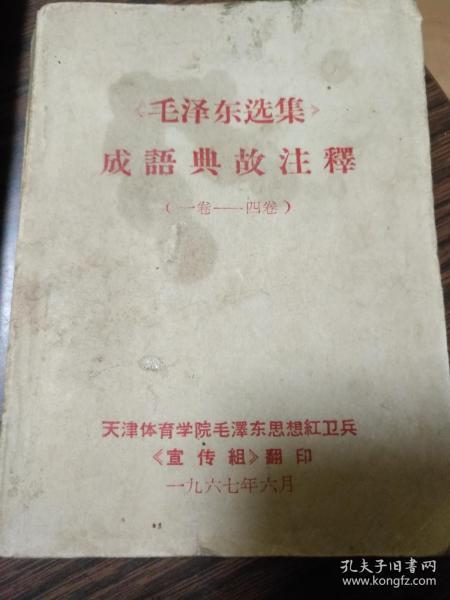 《毛泽东选集》
成語典故注釋
（一卷——四卷）
天津体育学院毛澤东思想紅卫兵
《宣传組》翻印
一九六七年六月
孔夫子旧书网
www.kongfz.com